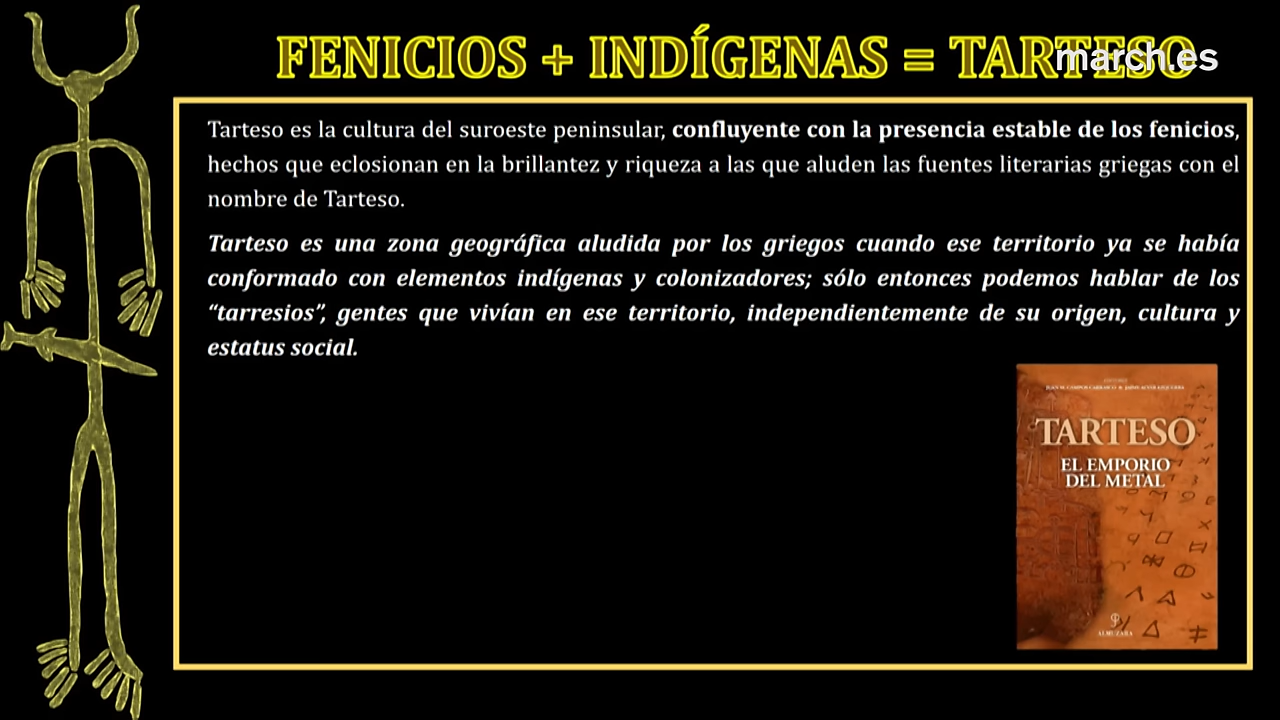 FENICIOS + INDÍGENAS = TARTESO
march.es
Tarteso es la cultura del suroeste peninsular, confluyente con la presencia estable de los fenicios,
hechos que eclosionan en la brillantez y riqueza a las que aluden las fuentes literarias griegas con el
nombre de Tarteso.
Tarteso es una zona geográfica aludida por los griegos cuando ese territorio ya se había
conformado con elementos indígenas y colonizadores; sólo entonces podemos hablar de los
“tarresios”, gentes que vivían en ese territorio, independientemente de su origen, cultura y
estatus social.
TARTESO
EL EMPORIO
DEL METAL
ALMUZARA